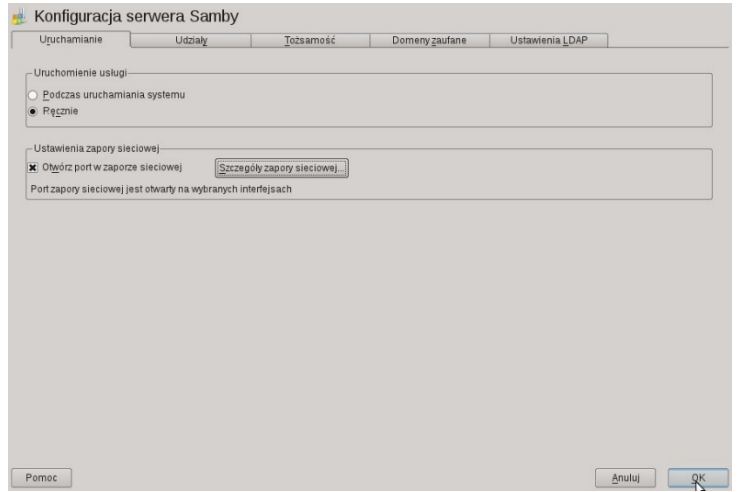 Konfiguracja serwera Samby
Uruchamianie
Udziały
Tożsamość
Domeny zaufane
Ustawienia LDAP
Uruchomienie usługi
Podczas uruchamiania systemu
Ręcznie
Ustawienia zapory sieciowej
Otwórz port w zaporze sieciowej
Szczegóły zapory sieciowej...
Port zapory sieciowej jest otwarty na wybranych interfejsach
Pomoc
Anuluj
OK